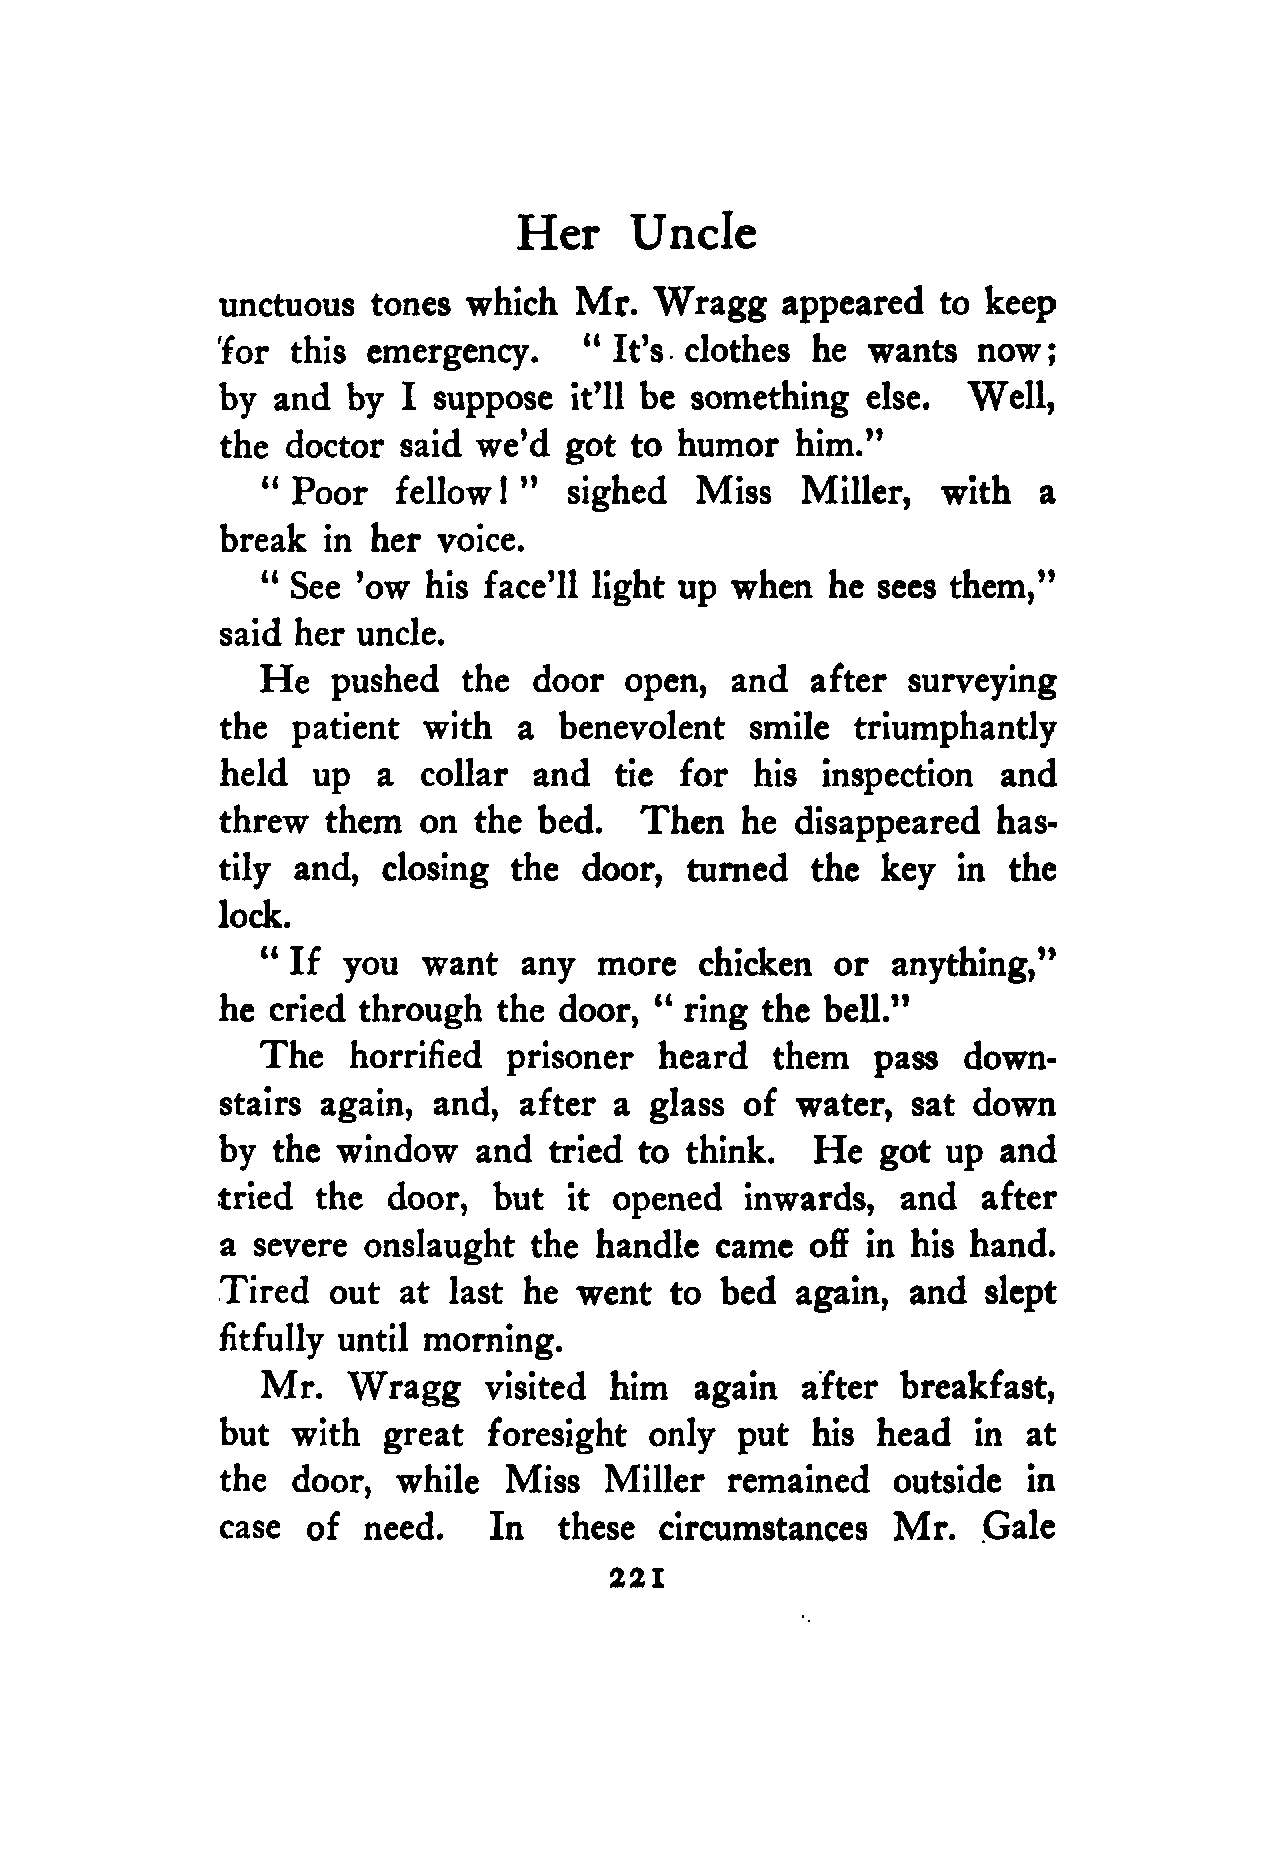 Her Uncle
unctuous tones which Mr. Wragg appeared to keep
for this emergency. “ It’s clothes he wants now;
by and by I suppose it’ll be something else. Well,
the doctor said we’d got to humor him.”
“ Poor fellow! ” sighed Miss Miller, with a
break in her voice.
“ See ’ow his face’ll light up when he sees them,”
said her uncle.
He pushed the door open, and after surveying
the patient with a benevolent smile triumphantly
held up a collar and tie for his inspection and
threw them on the bed. Then he disappeared has-
tily and, closing the door, turned the key in the
lock.
“ If you want any more chicken or anything,”
he cried through the door, “ ring the bell.”
The horrified prisoner heard them pass down-
stairs again, and, after a glass of water, sat down
by the window and tried to think. He got up and
tried the door, but it opened inwards, and after
a severe onslaught the handle came off in his hand.
Tired out at last he went to bed again, and slept
fitfully until morning.
Mr. Wragg visited him again after breakfast,
but with great foresight only put his head in at
the door, while Miss Miller remained outside in
case of need. In these circumstances Mr. Gale
221